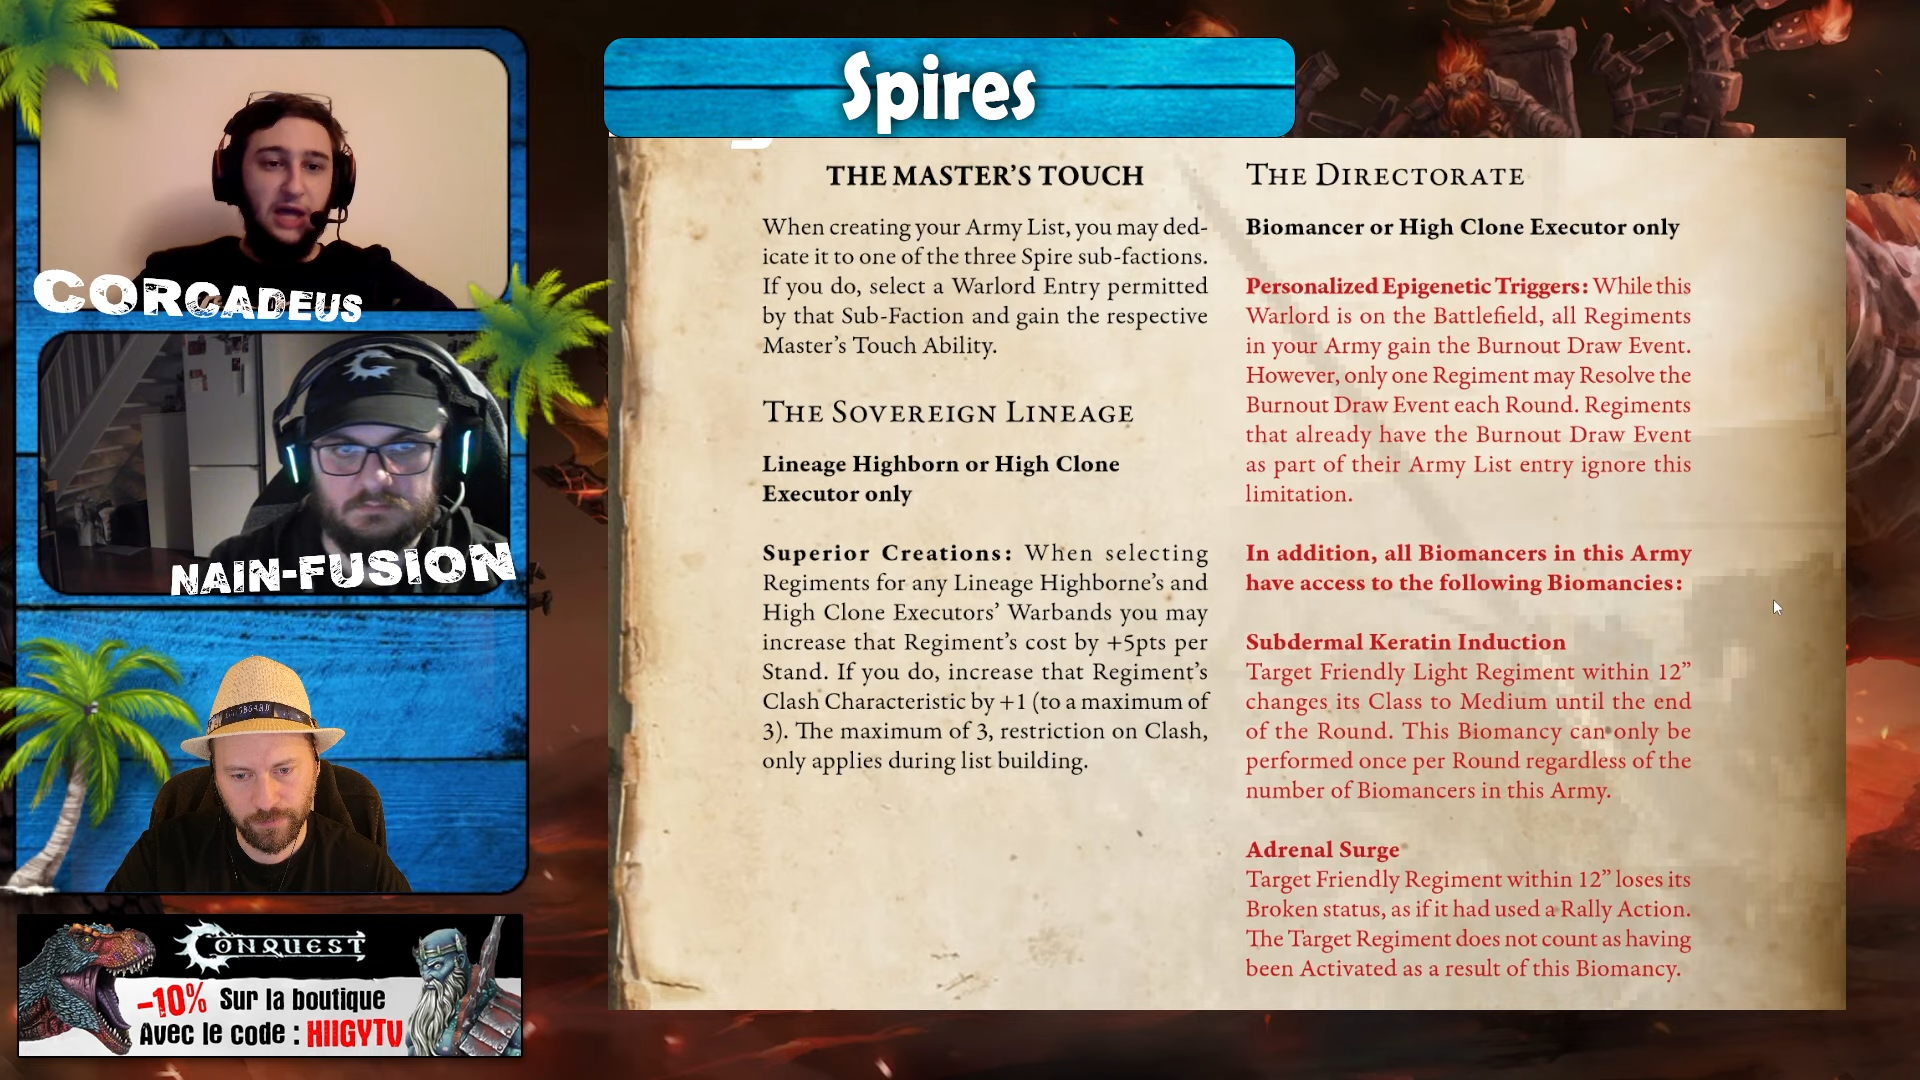 Spires
CORCADEUS
NAIN-FUSION
CONQUEST
-10% Sur la boutique
Avec le code : HIIGYTV
THE MASTER'S TOUCH
When creating your Army List, you may ded-
icate it to one of the three Spire sub-factions.
If you do, select a Warlord Entry permitted
by that Sub-Faction and gain the respective
Master's Touch Ability.
THE SOVEREIGN LINEAGE
Lineage Highborn or High Clone
Executor only
Superior Creations: When selecting
Regiments for any Lineage Highborne's and
High Clone Executors' Warbands you may
increase that Regiment's cost by +5pts per
Stand. If you do, increase that Regiment's
Clash Characteristic by +1 (to a maximum of
3). The maximum of 3, restriction on Clash,
only applies during list building.
THE DIRECTORATE
Biomancer or High Clone Executor only
Personalized Epigenetic Triggers: While this
Warlord is on the Battlefield, all Regiments
in your Army gain the Burnout Draw Event.
However, only one Regiment may Resolve the
Burnout Draw Event each Round. Regiments
that already have the Burnout Draw Event
as part of their Army List entry ignore this
limitation.
In addition, all Biomancers in this Army
have access to the following Biomancies:
Subdermal Keratin Induction
Target Friendly Light Regiment within 12”
changes its Class to Medium until the end
of the Round. This Biomancy can only be
performed once per Round regardless of the
number of Biomancers in this Army.
Adrenal Surge
Target Friendly Regiment within 12” loses its
Broken status, as if it had used a Rally Action.
The Target Regiment does not count as having
been Activated as a result of this Biomancy.